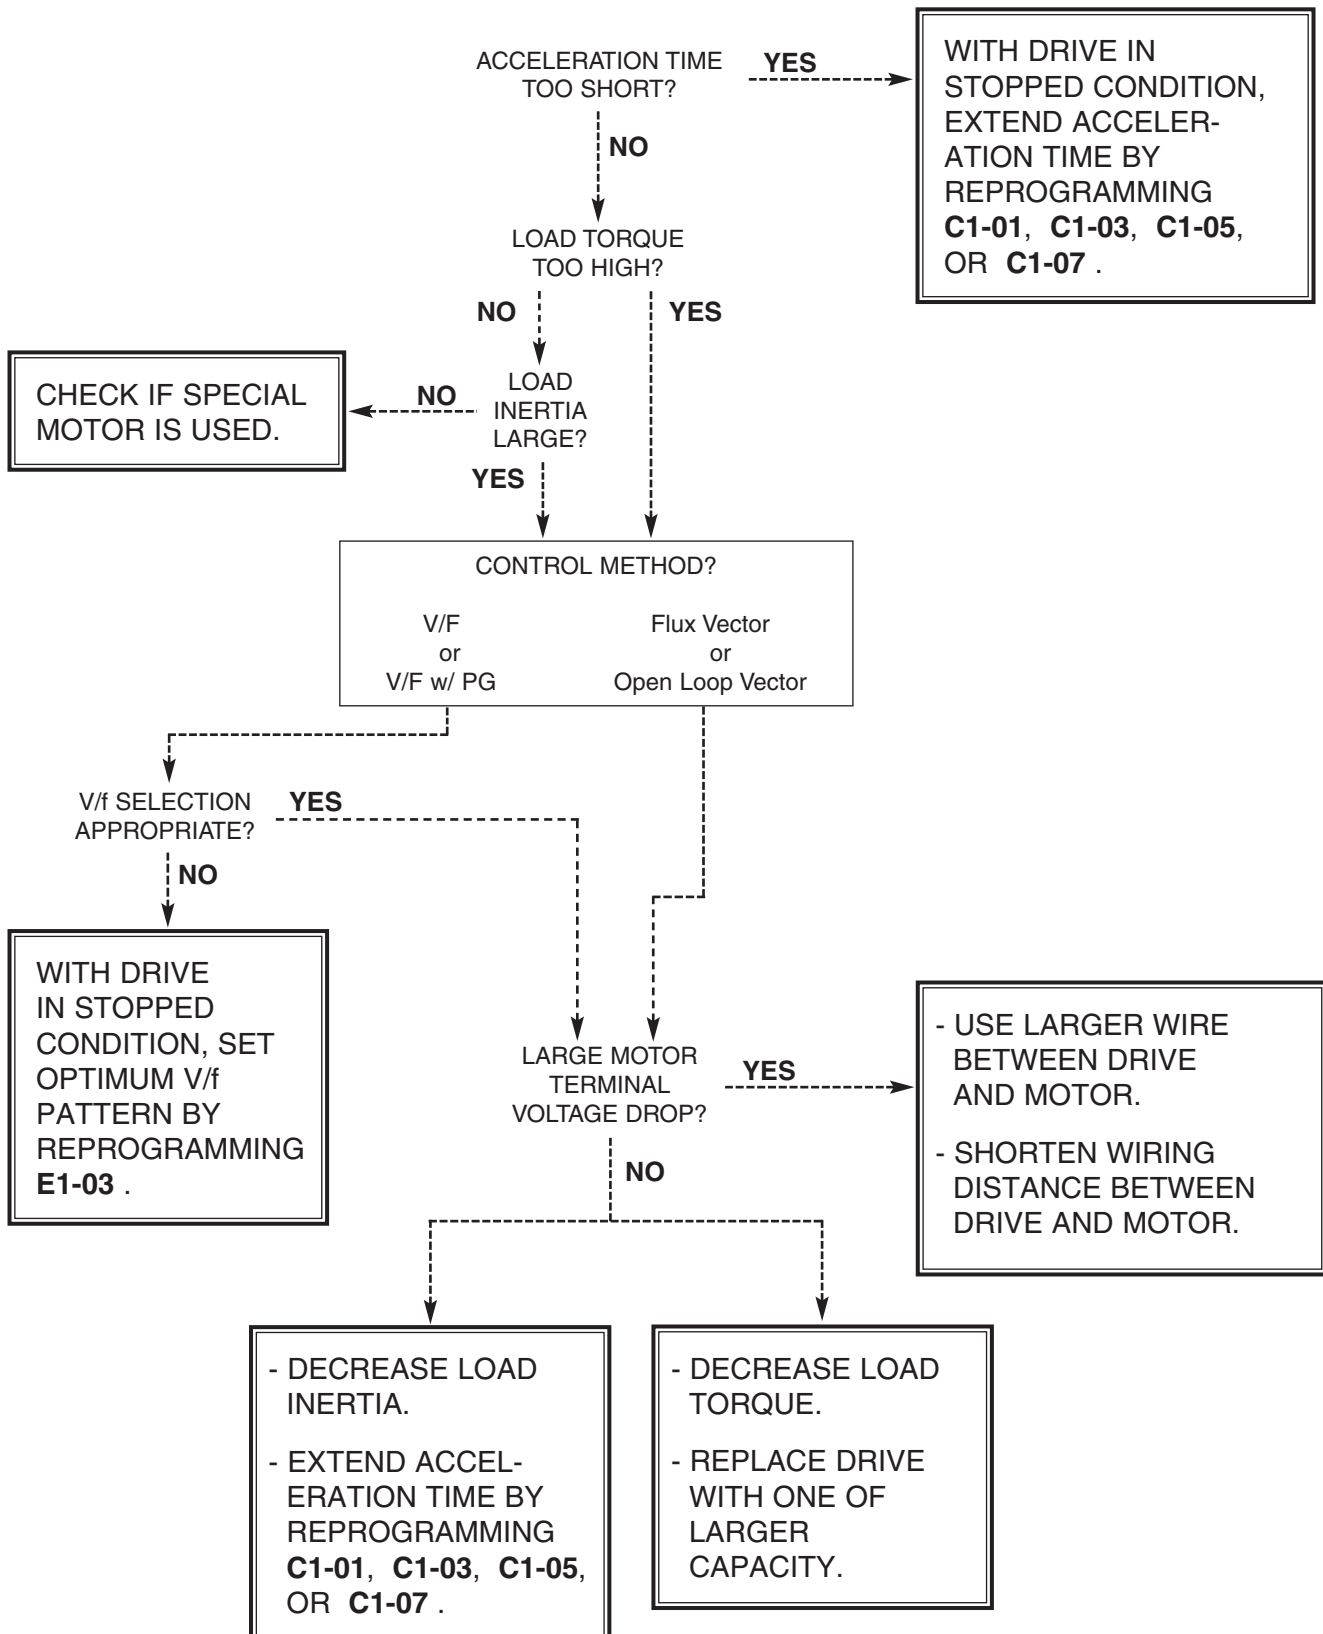 ACCELERATION TIME
TOO SHORT?
YES
WITH DRIVE IN
STOPPED CONDITION,
EXTEND ACCELER-
ATION TIME BY
REPROGRAMMING
C1-01, C1-03, C1-05,
OR C1-07 .
NO
LOAD TORQUE
TOO HIGH?
NO
YES
LOAD
INERTIA
LARGE?
NO
CHECK IF SPECIAL
MOTOR IS USED.
YES
CONTROL METHOD?
V/F
or
V/F w/ PG
Flux Vector
or
Open Loop Vector
V/f SELECTION
APPROPRIATE?
YES
NO
WITH DRIVE
IN STOPPED
CONDITION, SET
OPTIMUM V/f
PATTERN BY
REPROGRAMMING
E1-03 .
LARGE MOTOR
TERMINAL
VOLTAGE DROP?
YES
- USE LARGER WIRE
BETWEEN DRIVE
AND MOTOR.
- SHORTEN WIRING
DISTANCE BETWEEN
DRIVE AND MOTOR.
NO
- DECREASE LOAD
INERTIA.
- EXTEND ACCEL-
ERATION TIME BY
REPROGRAMMING
C1-01, C1-03, C1-05,
OR C1-07 .
- DECREASE LOAD
TORQUE.
- REPLACE DRIVE
WITH ONE OF
LARGER
CAPACITY.